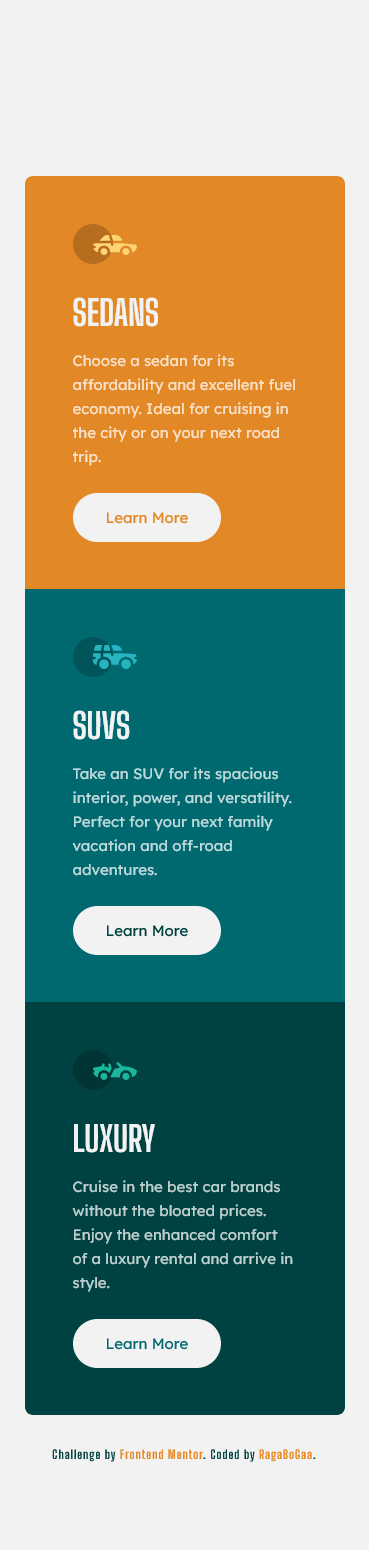 SEDANS
Choose a sedan for its
affordability and excellent fuel
economy. Ideal for cruising in
the city or on your next road
trip.
Learn More
SUVS
Take an SUV for its spacious
interior, power, and versatility.
Perfect for your next family
vacation and off-road
adventures.
Learn More
LUXURY
Cruise in the best car brands
without the bloated prices.
Enjoy the enhanced comfort
of a luxury rental and arrive in
style.
Learn More
Challenge by Frontend Mentor. Coded by RagaBoGaa.